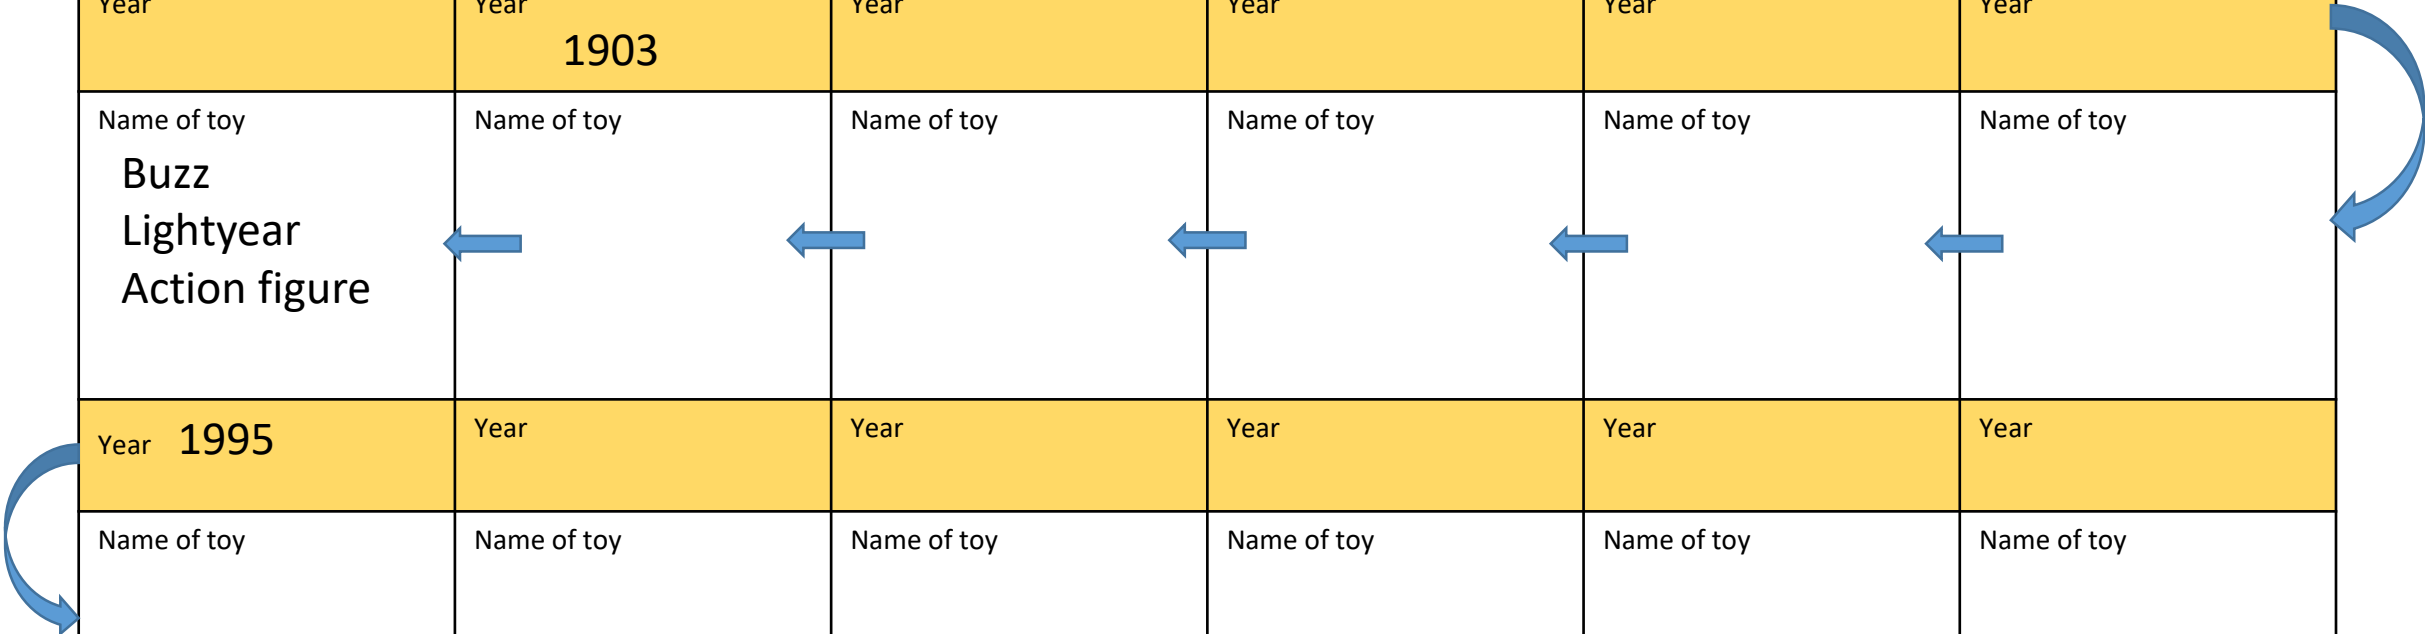 Year Year Year Year Year Year
1903
Name of toy Name of toy Name of toy Name of toy Name of toy Name of toy
Buzz
Lightyear
Action figure
Year 1995 Year Year Year Year Year
Name of toy Name of toy Name of toy Name of toy Name of toy Name of toy